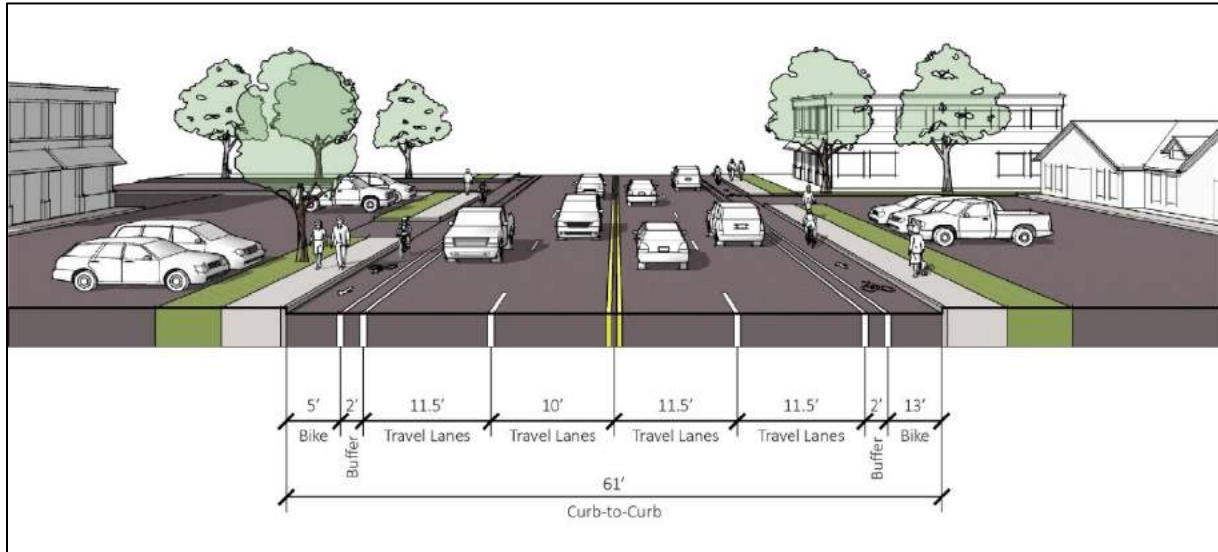 5' 2' 11.5' 10' 11.5' 11.5' 2' 13'
Bike Buffer Travel Lanes Travel Lanes Travel Lanes Travel Lanes Buffer Bike
61'
Curb-to-Curb